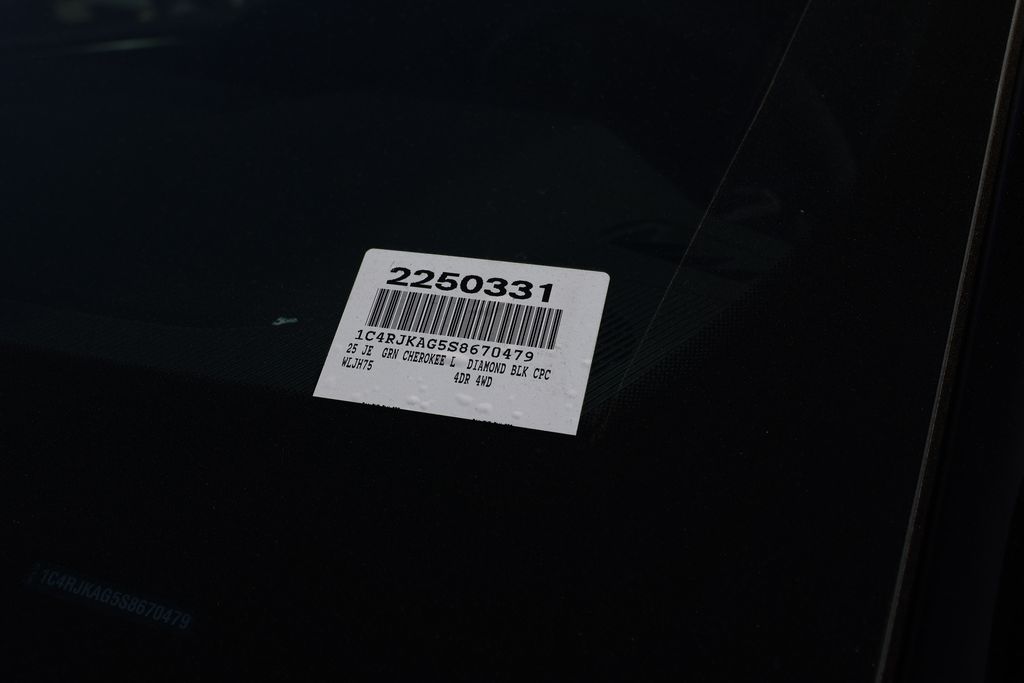 2250331
1C4RJKAG5S8670479
25 JE GRN CHEROKEE L DIAMOND BLK CPC
WLJH75 4DR 4WD
1C4RJKAG5S8670479